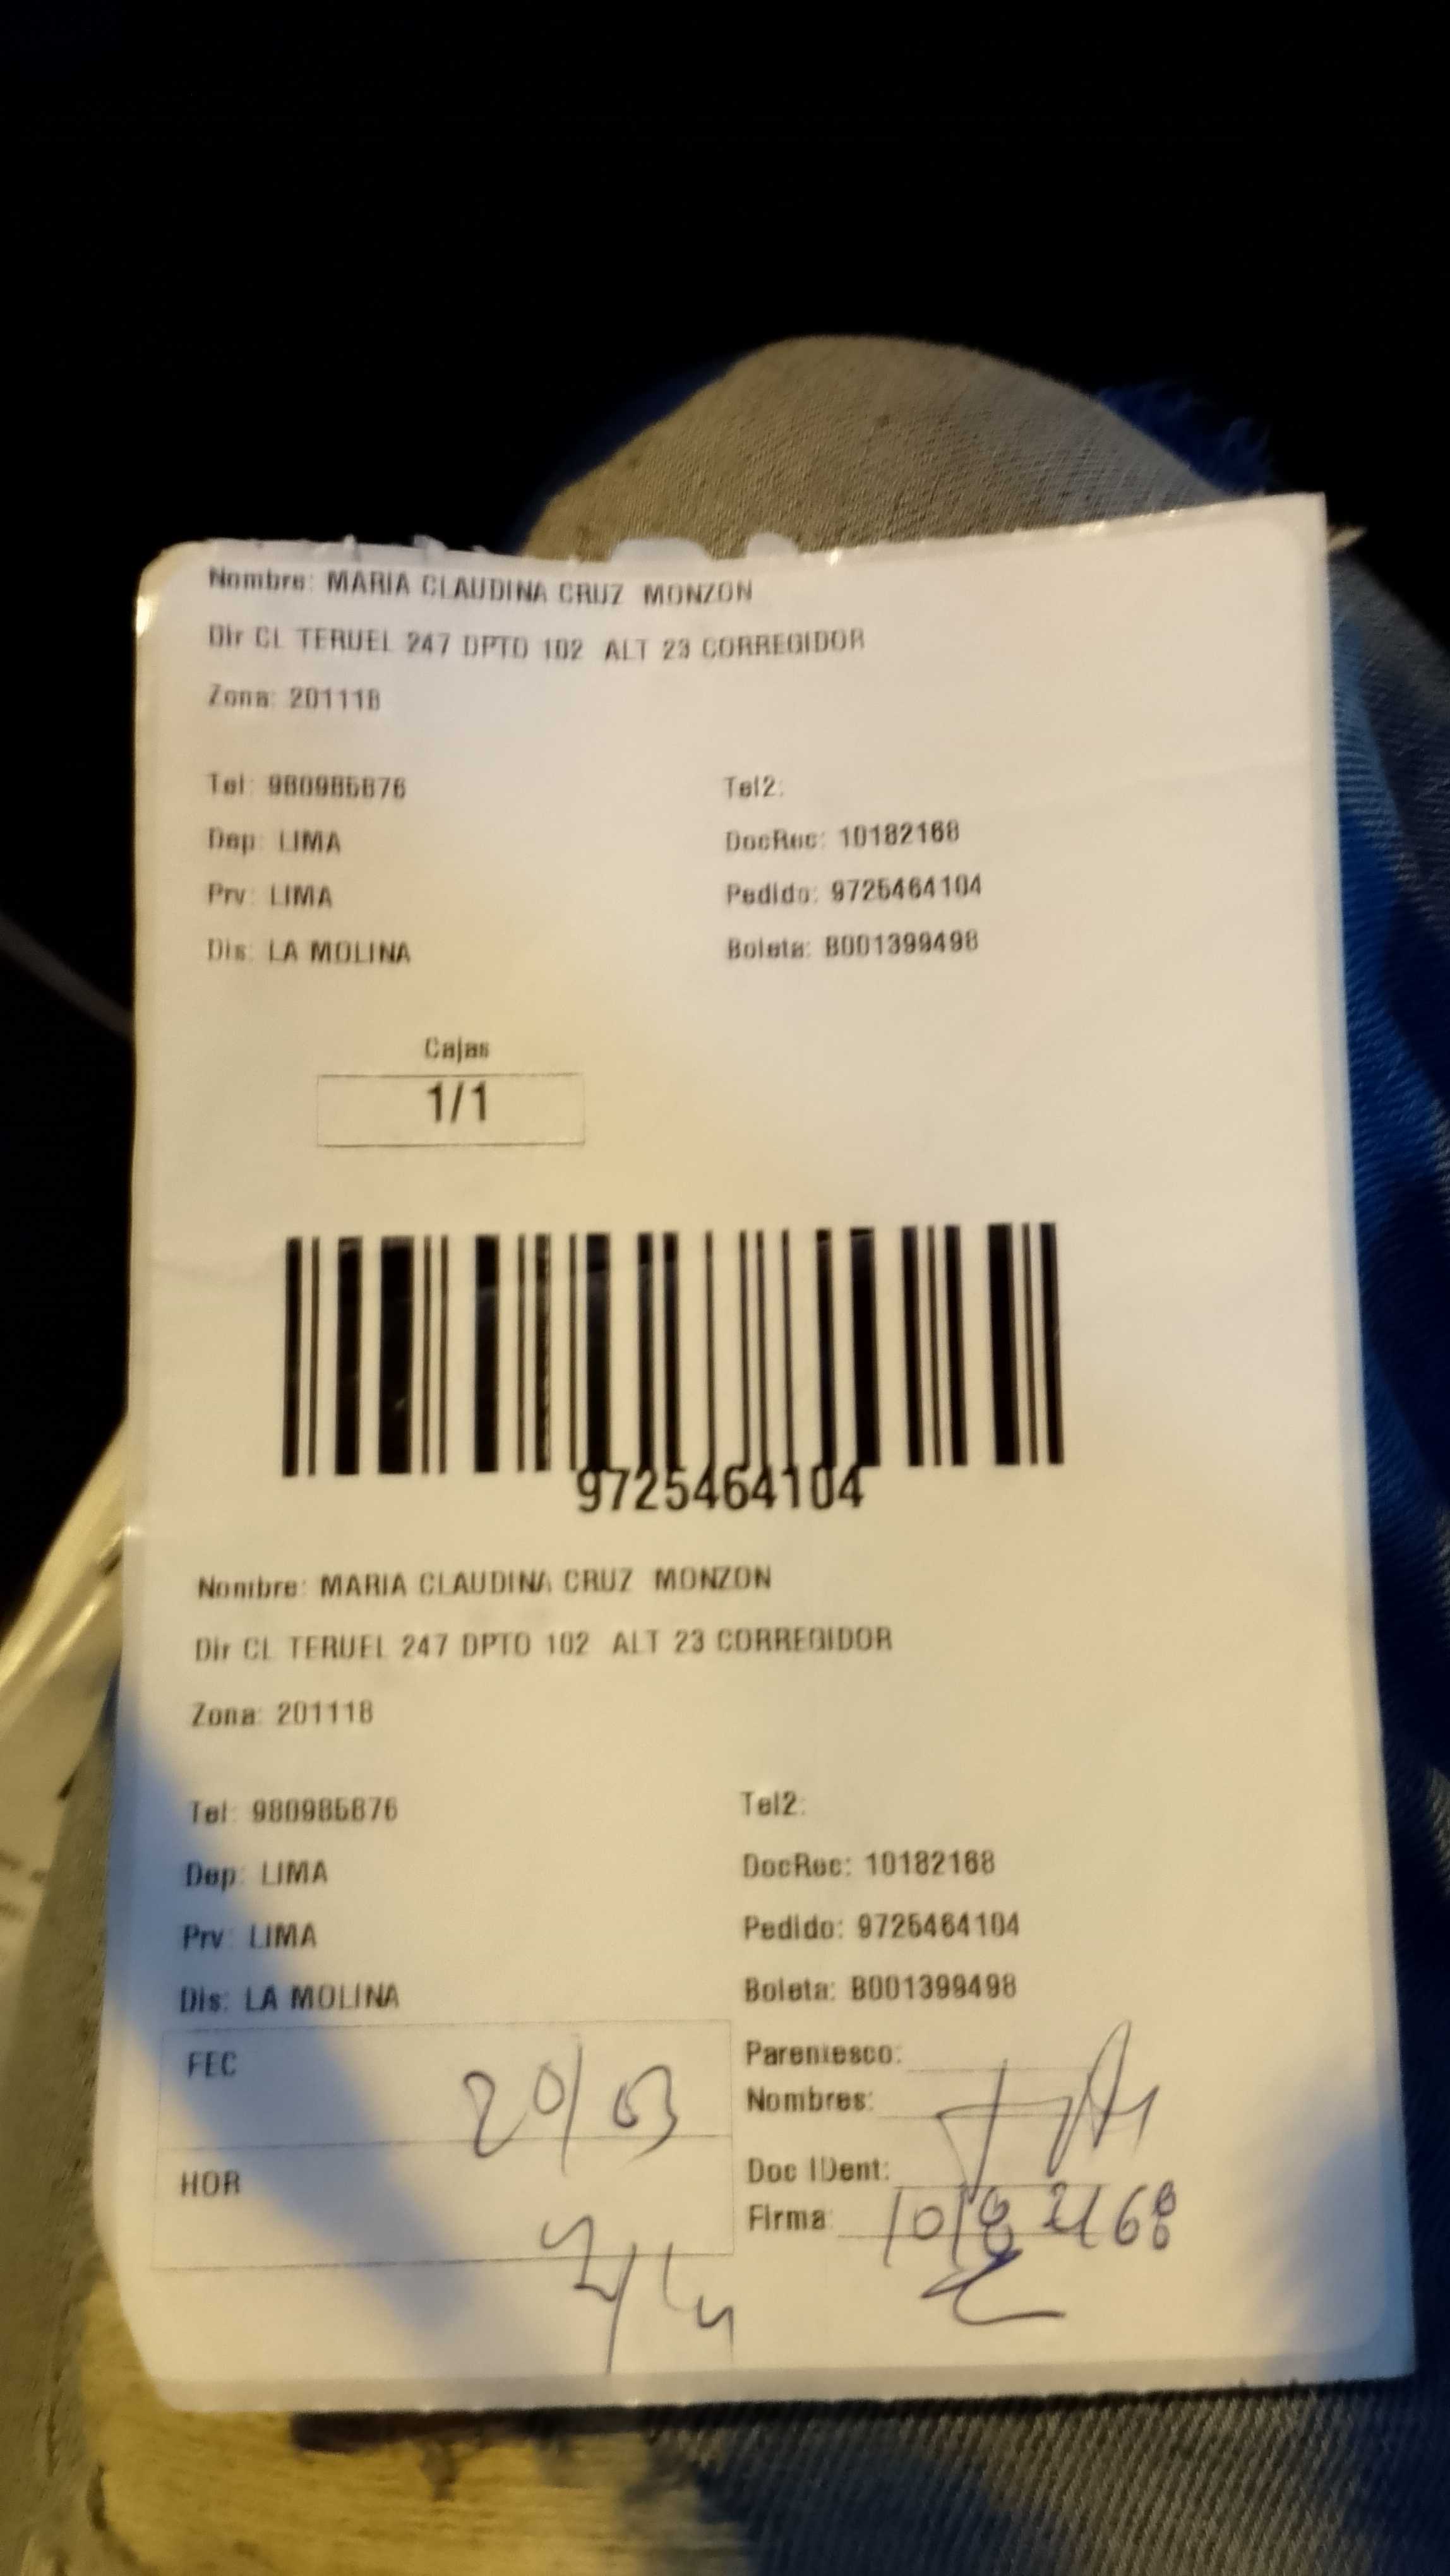 Nombre: MARIA CLAUDINA CRUZ MONZON
Dir CL TERUEL 247 DPTO 102 ALT 23 CORREGIDOR
Zona: 201118
Tel: 980985876 Tel2:
Dep: LIMA DocRec: 10182168
Prv: LIMA Pedido: 9725464104
Dis: LA MOLINA Boleta: B001399498
Cajas
1/1
9725464104
Nombre: MARIA CLAUDINA CRUZ MONZON
Dir CL TERUEL 247 DPTO 102 ALT 23 CORREGIDOR
Zona: 201118
Tel: 980985876 Tel2:
Dep: LIMA DocRec: 10182168
Prv: LIMA Pedido: 9725464104
Dis: LA MOLINA Boleta: B001399498
FEC 20/03 Parentesco:
Nombres:
HOR Doc IDent:
Firma: 10182168